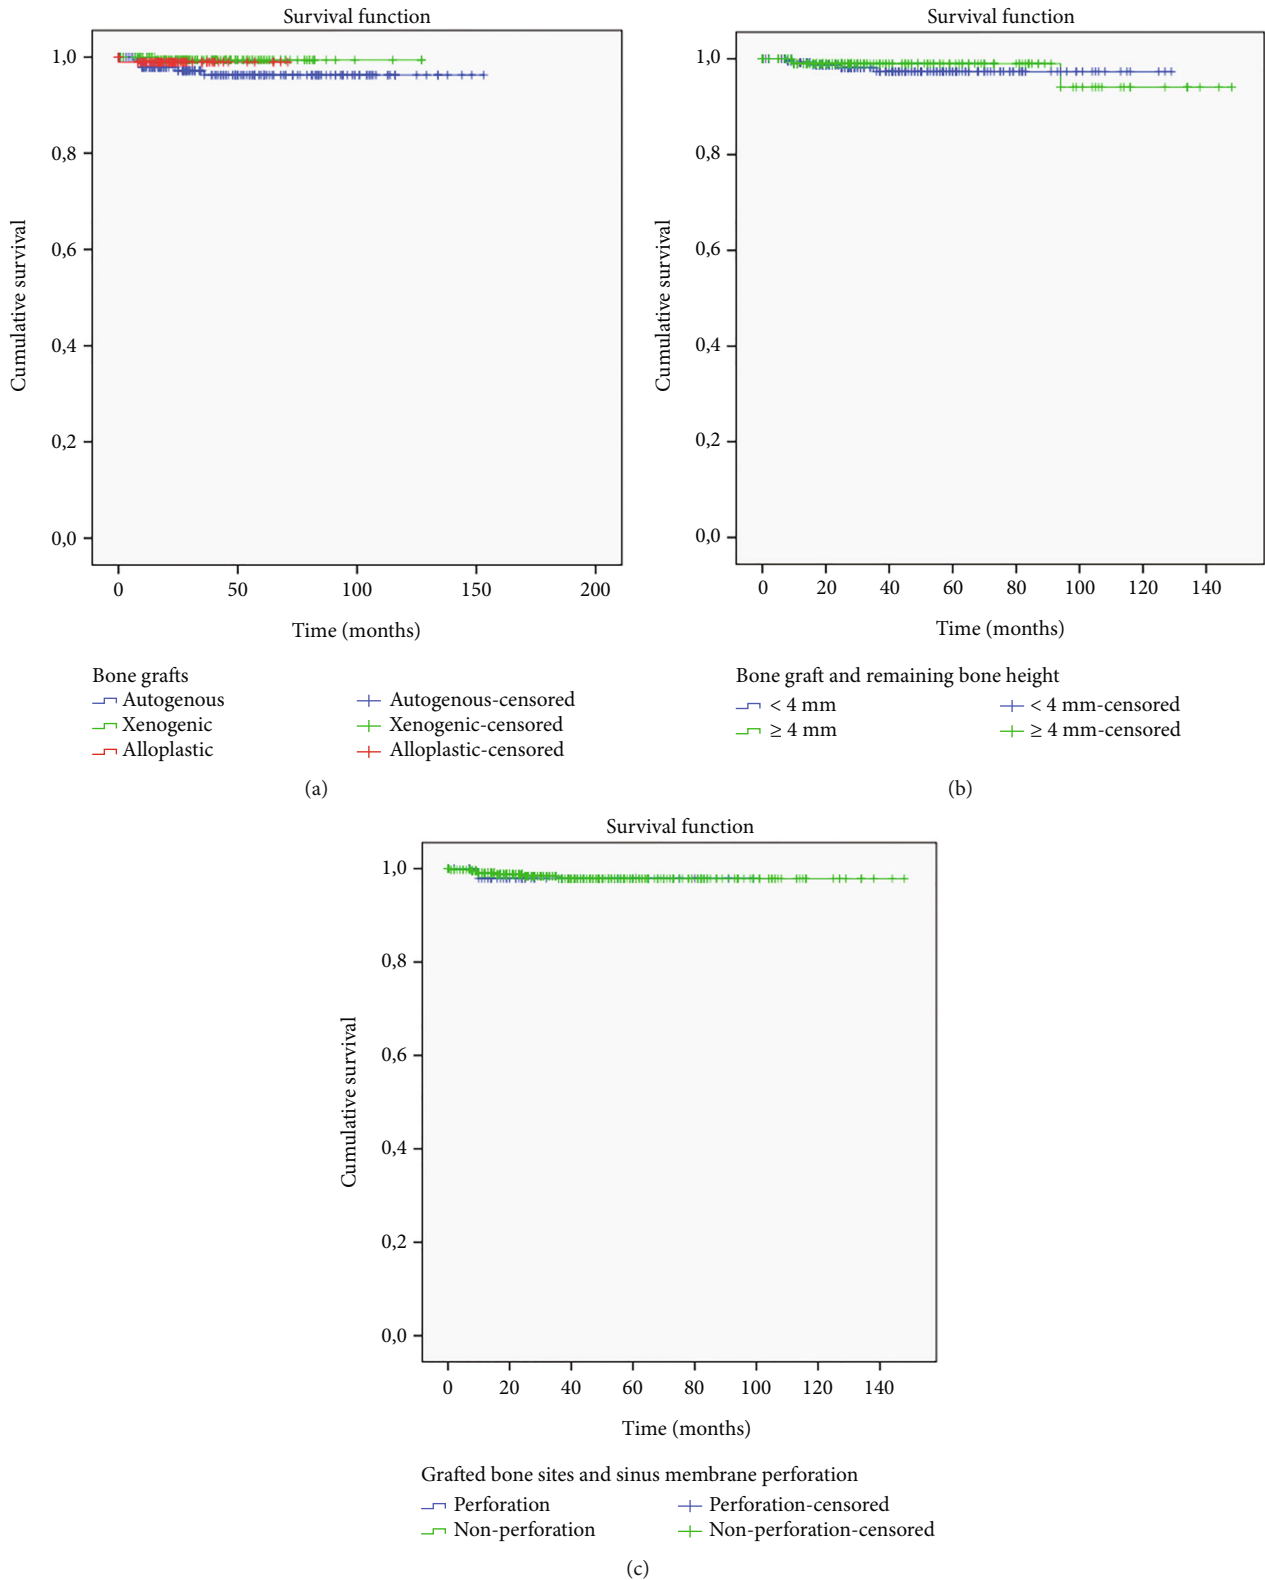 Survival function
1,0
0,8
0,6
0,4
0,2
0,0
Cumulative survival
0 50 100 150 200
Time (months)
Bone grafts
Autogenous Autogenous-censored
Xenogenic Xenogenic-censored
Alloplastic Alloplastic-censored
(a)
Survival function
1,0
0,8
0,6
0,4
0,2
0,0
Cumulative survival
0 20 40 60 80 100 120 140
Time (months)
Bone graft and remaining bone height
< 4 mm < 4 mm-censored
≥ 4 mm ≥ 4 mm-censored
(b)
Survival function
1,0
0,8
0,6
0,4
0,2
0,0
Cumulative survival
0 20 40 60 80 100 120 140
Time (months)
Grafted bone sites and sinus membrane perforation
Perforation Perforation-censored
Non-perforation Non-perforation-censored
(c)